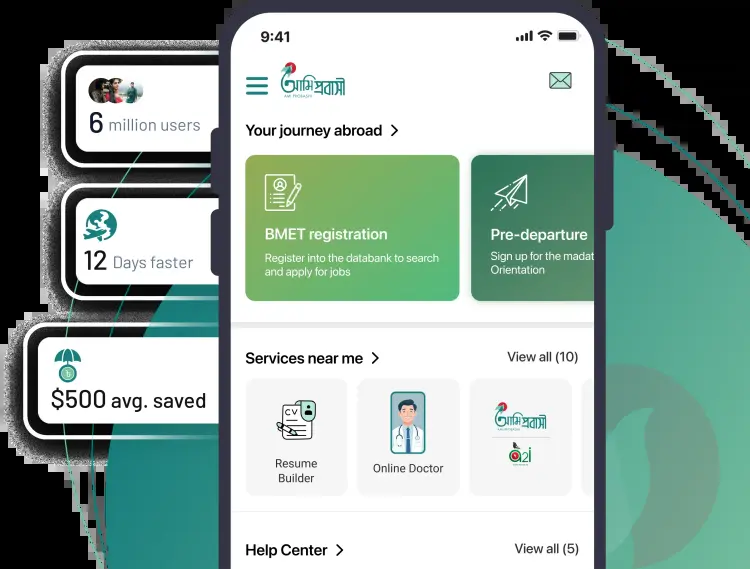 6 million users
12 Days faster
$500 avg. saved
9:41
আমি প্রবাসী
AMI PROBASHI
Your journey abroad
BMET registration
Register into the databank to search
and apply for jobs
Pre-departure
Sign up for the madat
Orientation
Services near me
View all (10)
CV
Resume
Builder
Online Doctor
আমি প্রবাসী
a2i
Help Center
View all (5)